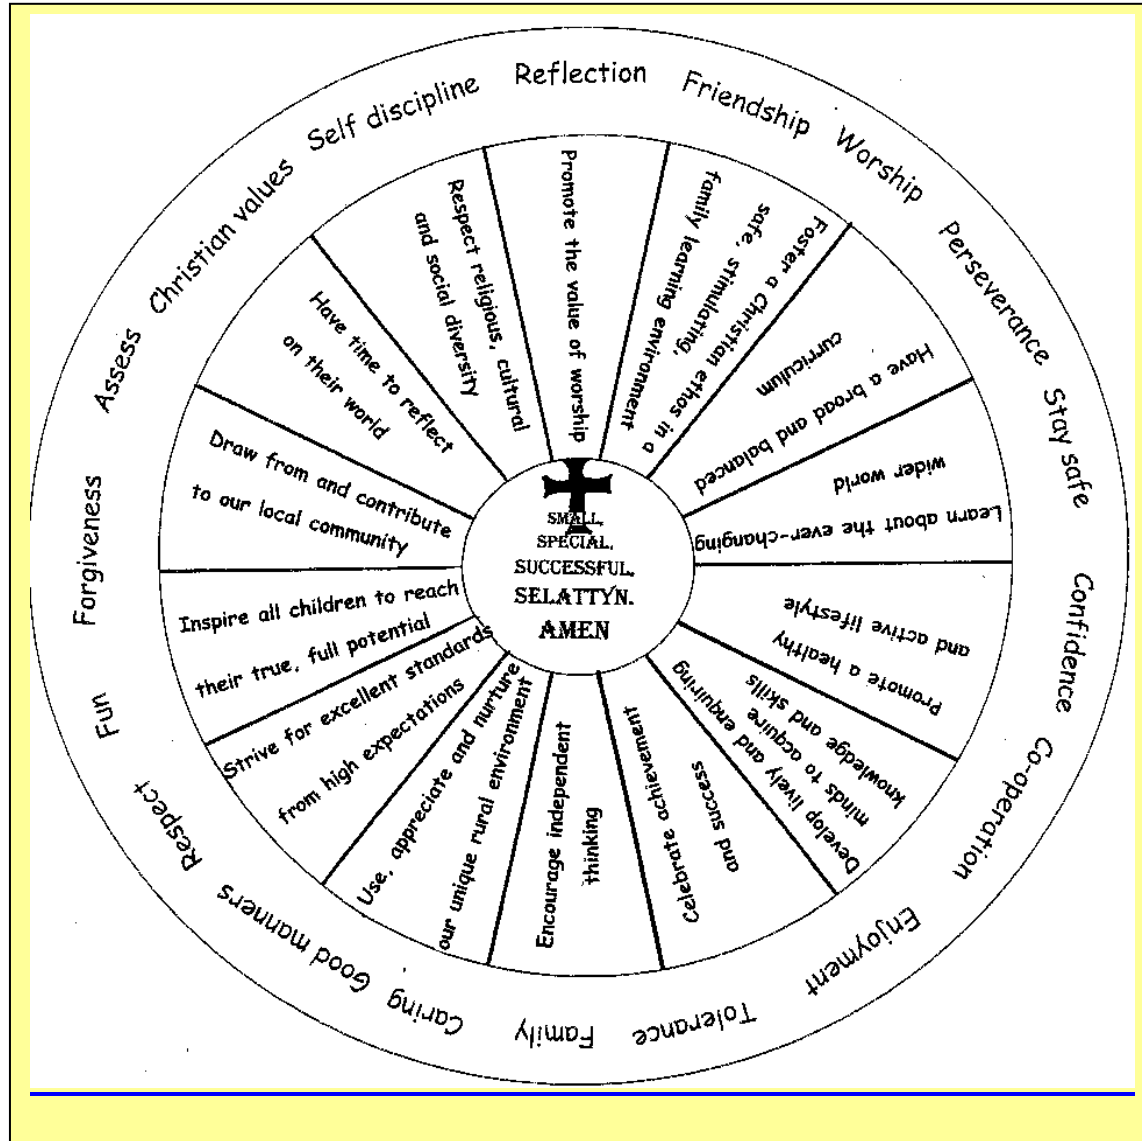 Reflection
Friendship
Worship
Perseverance
Stay safe
Confidence
Co-operation
Enjoyment
Tolerance
Family
Caring
Good manners
Respect
Fun
Forgiveness
Assess
Christian values
Self discipline
Promote the value of worship
Foster a Christian ethos in a
safe, stimulating,
family learning environment
Have a broad and balanced
curriculum
Learn about the ever-changing
wider world
Promote a healthy
and active lifestyle
Develop lively and enquiring
minds to acquire
knowledge and skills
Celebrate achievement
and success
Encourage independent
thinking
Use, appreciate and nurture
our unique rural environment
Strive for excellent standards
from high expectations
Inspire all children to reach
their true, full potential
Draw from and contribute
to our local community
Have time to reflect
on their world
Respect religious, cultural
and social diversity
SMALL,
SPECIAL,
SUCCESSFUL,
SELATTYN.
AMEN